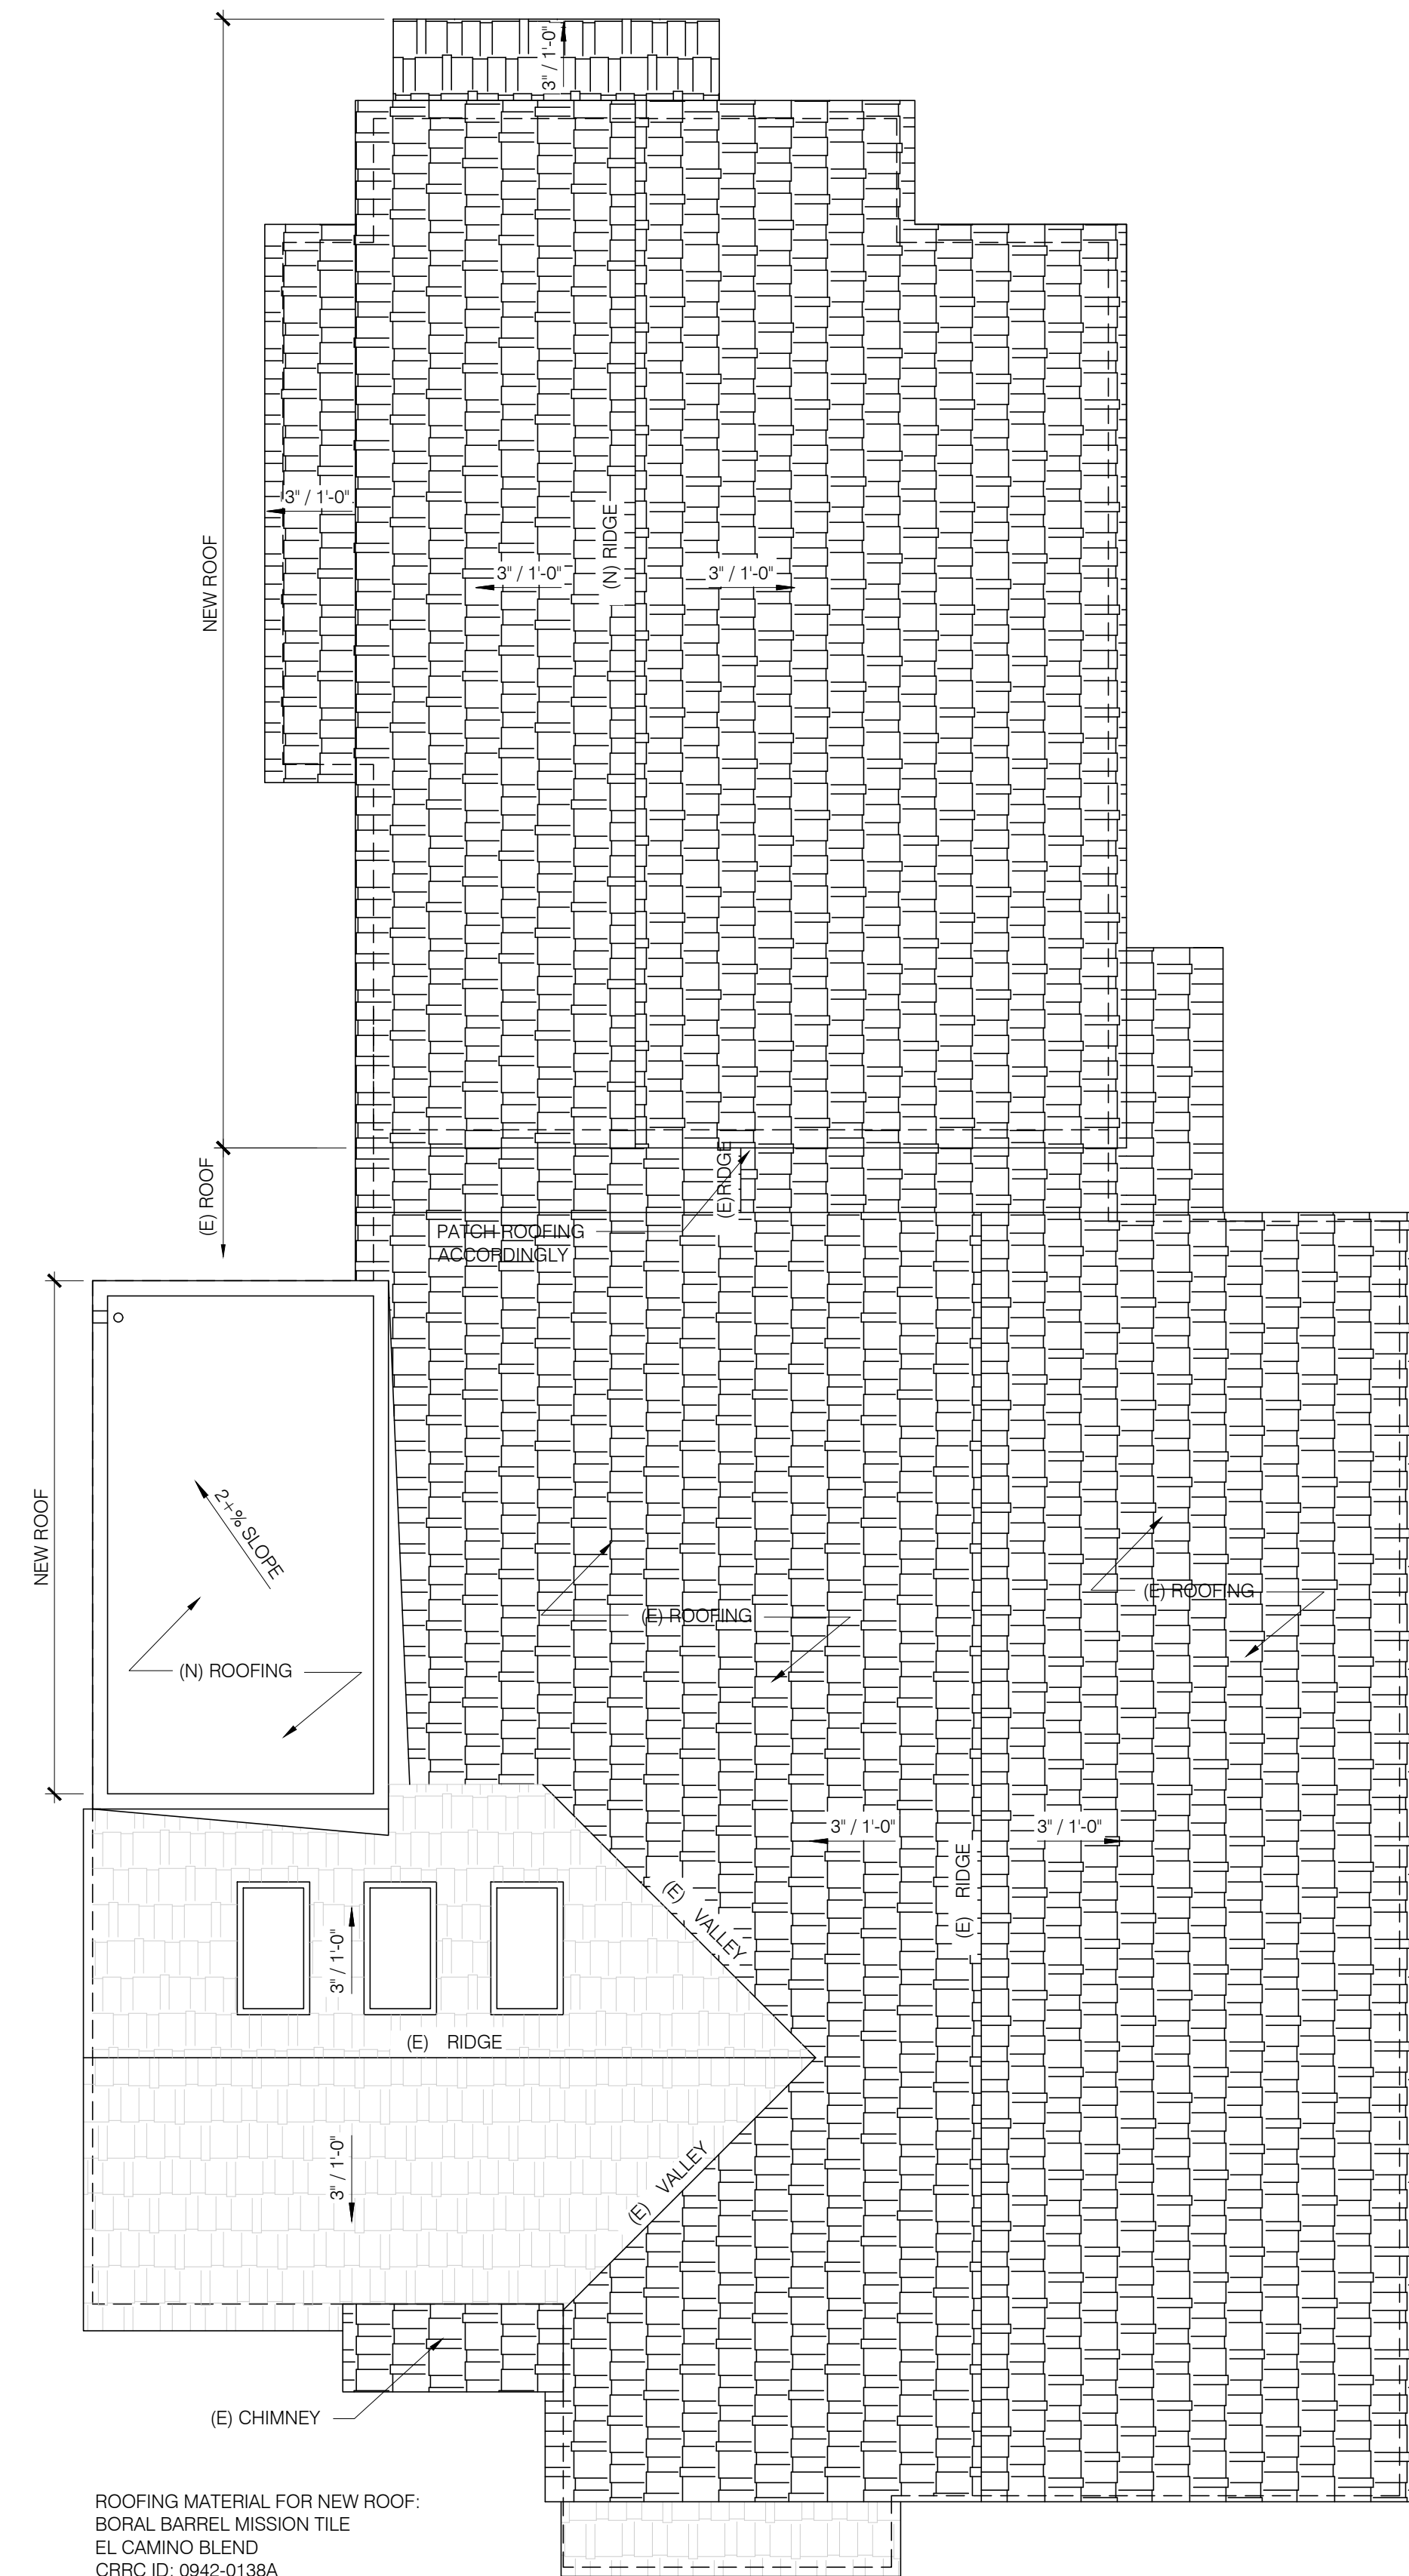 3" / 1'-0"
3" / 1'-0"
NEW ROOF
(N) RIDGE
3" / 1'-0"
3" / 1'-0"
(E) ROOF
(E)RIDGE
PATCH ROOFING
ACCORDINGLY
NEW ROOF
2+% SLOPE
(E) ROOFING
(E) ROOFING
(N) ROOFING
3" / 1'-0"
3" / 1'-0"
(E) RIDGE
(E) VALLEY
3" / 1'-0"
(E) RIDGE
3" / 1'-0"
(E) VALLEY
(E) CHIMNEY
ROOFING MATERIAL FOR NEW ROOF:
BORAL BARREL MISSION TILE
EL CAMINO BLEND
CRRC ID: 0942-0138A